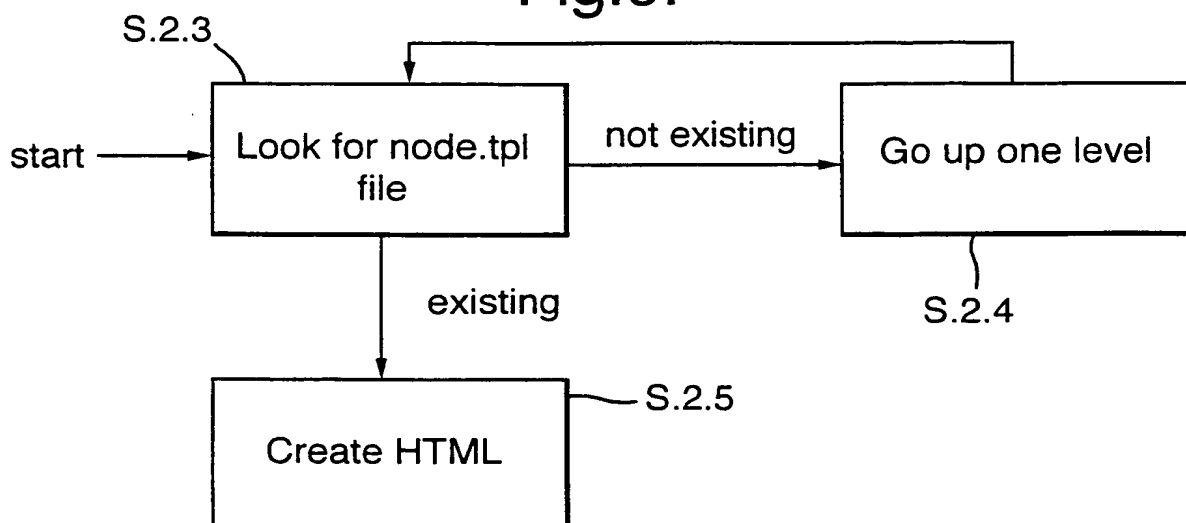 S.2.3
start
Look for node.tpl
file
not existing
Go up one level
existing
S.2.4
S.2.5
Create HTML